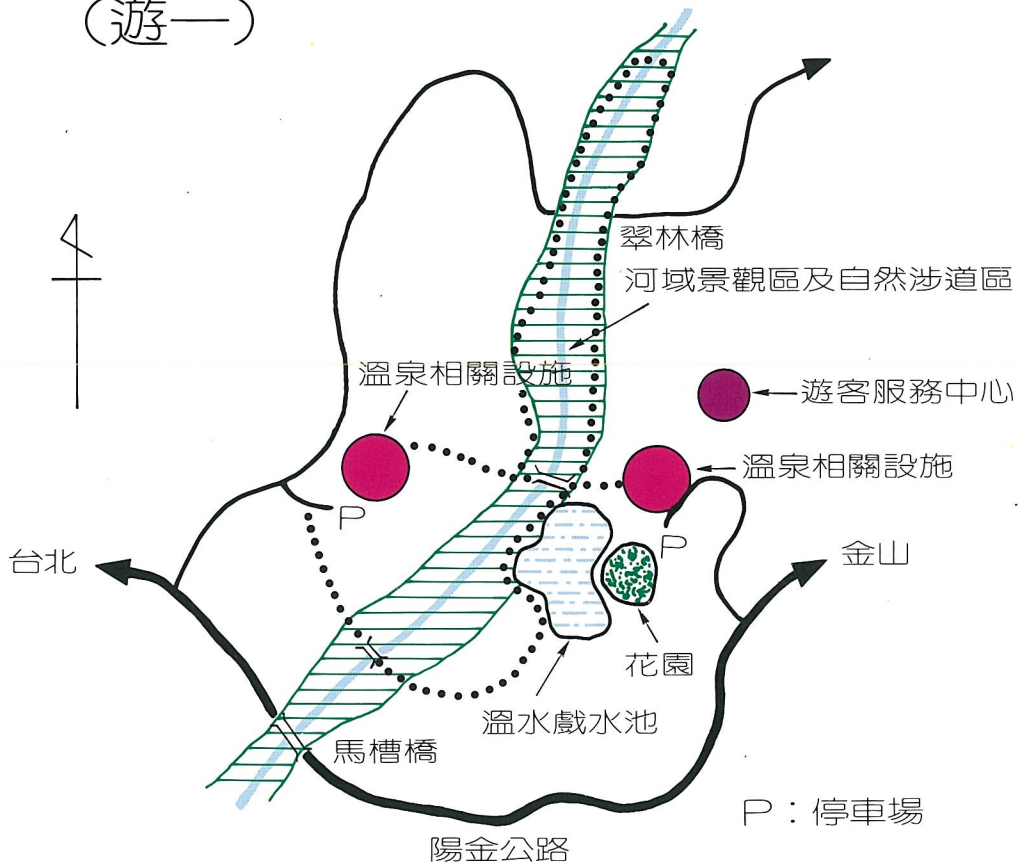 （遊一）
翠林橋
河域景觀區及自然涉道區
溫泉相關設施
遊客服務中心
溫泉相關設施
P
P
台北
金山
花園
溫水戲水池
馬槽橋
P：停車場
陽金公路